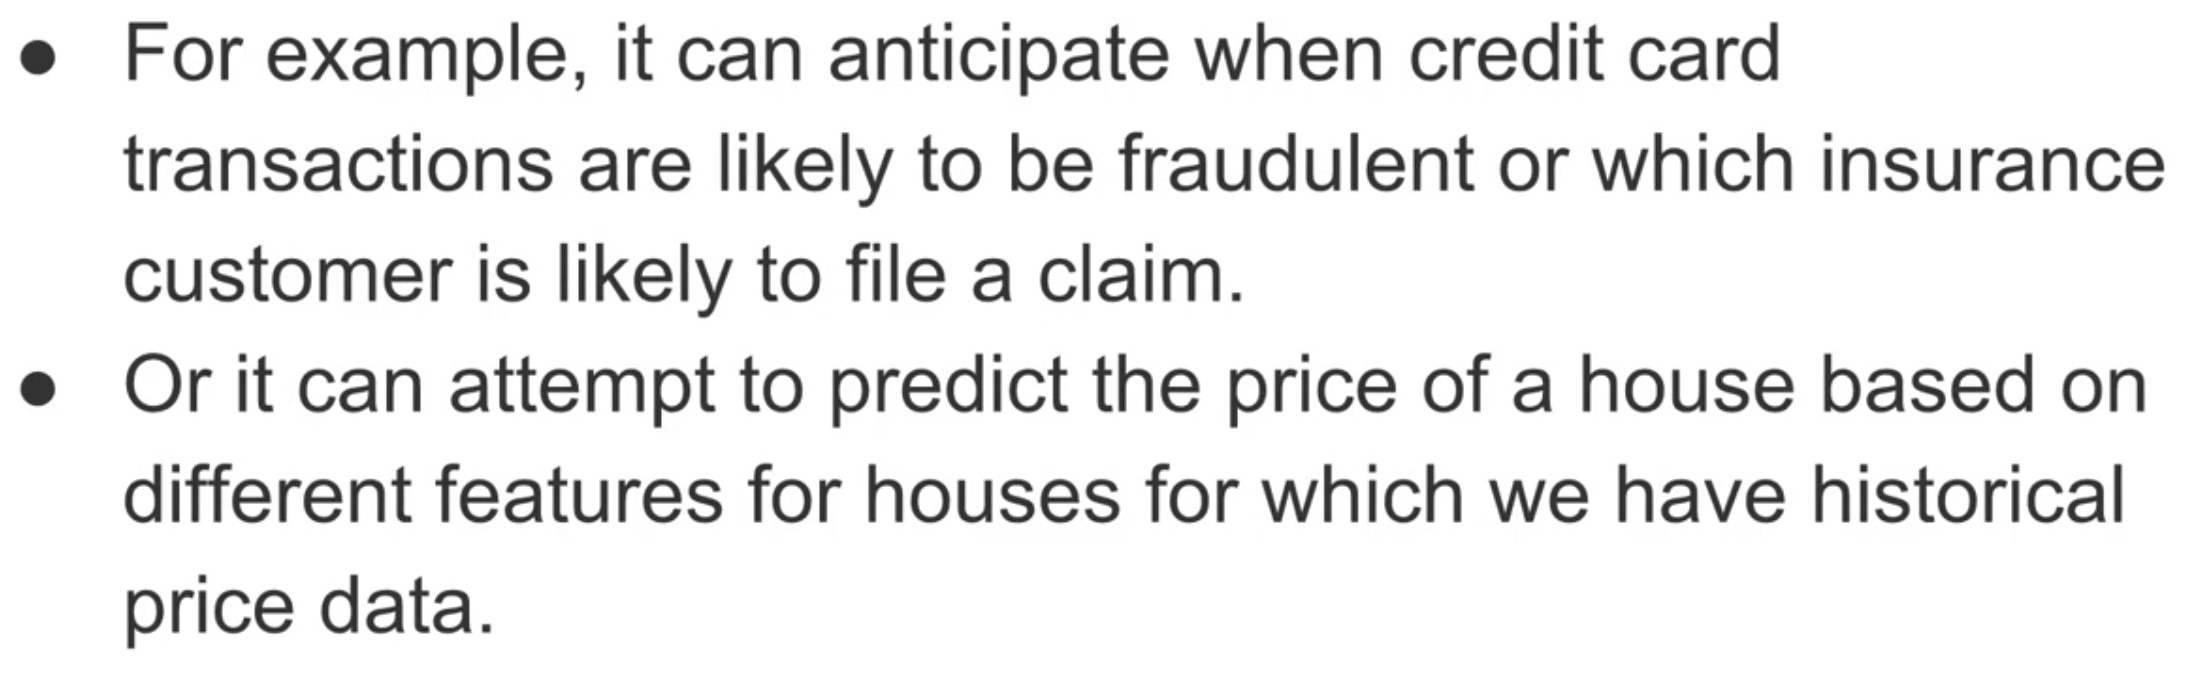 ● For example, it can anticipate when credit card
transactions are likely to be fraudulent or which insurance
customer is likely to file a claim.
● Or it can attempt to predict the price of a house based on
different features for houses for which we have historical
price data.